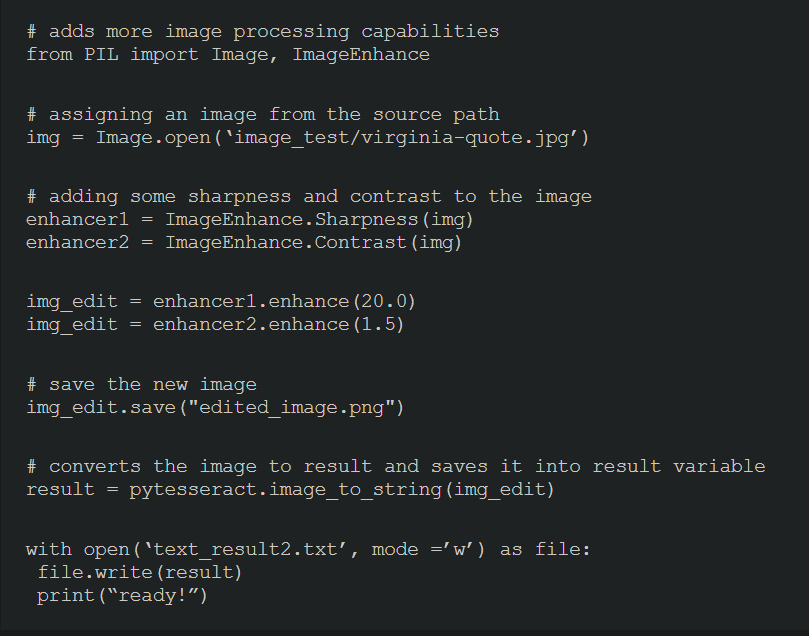 # adds more image processing capabilities
from PIL import Image, ImageEnhance
# assigning an image from the source path
img = Image.open(‘image_test/virginia-quote.jpg’)
# adding some sharpness and contrast to the image
enhancer1 = ImageEnhance.Sharpness(img)
enhancer2 = ImageEnhance.Contrast(img)
img_edit = enhancer1.enhance(20.0)
img_edit = enhancer2.enhance(1.5)
# save the new image
img_edit.save("edited_image.png")
# converts the image to result and saves it into result variable
result = pytesseract.image_to_string(img_edit)
with open(‘text_result2.txt’, mode =’w’) as file:
 file.write(result)
 print(“ready!”)